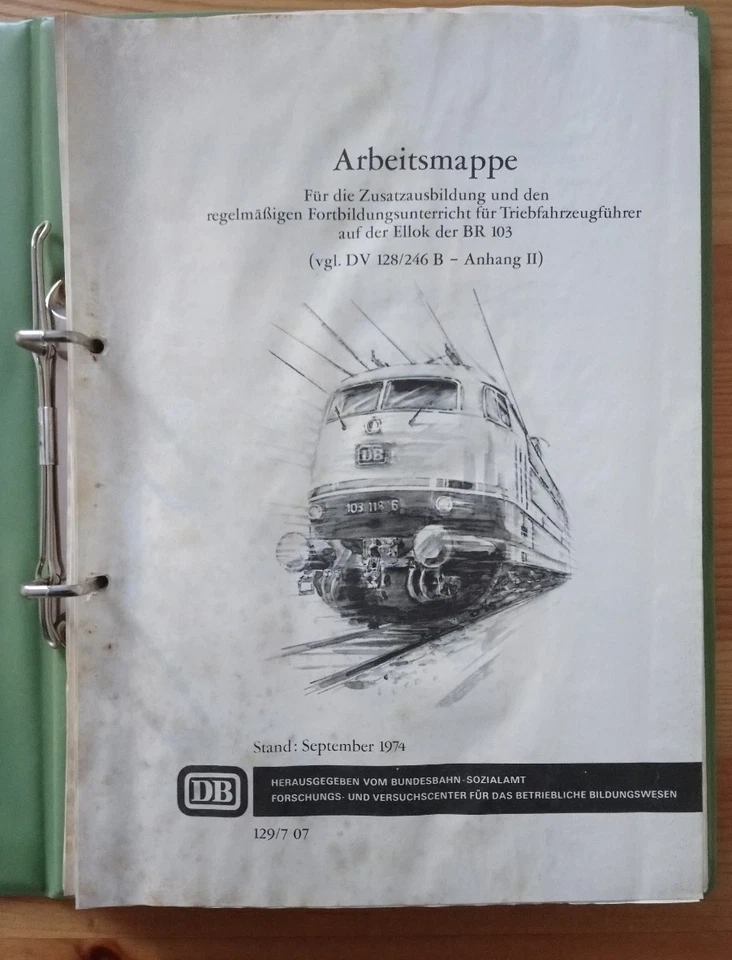 Arbeitsmappe
Für die Zusatzausbildung und den
regelmäßigen Fortbildungsunterricht für Triebfahrzeugführer
auf der Ellok der BR 103
(vgl. DV 128/246 B – Anhang II)
DB
103 118 6
Stand: September 1974
DB
HERAUSGEGEBEN VOM BUNDESBAHN-SOZIALAMT
FORSCHUNGS- UND VERSUCHSCENTER FÜR DAS BETRIEBLICHE BILDUNGSWESEN
129/7 07